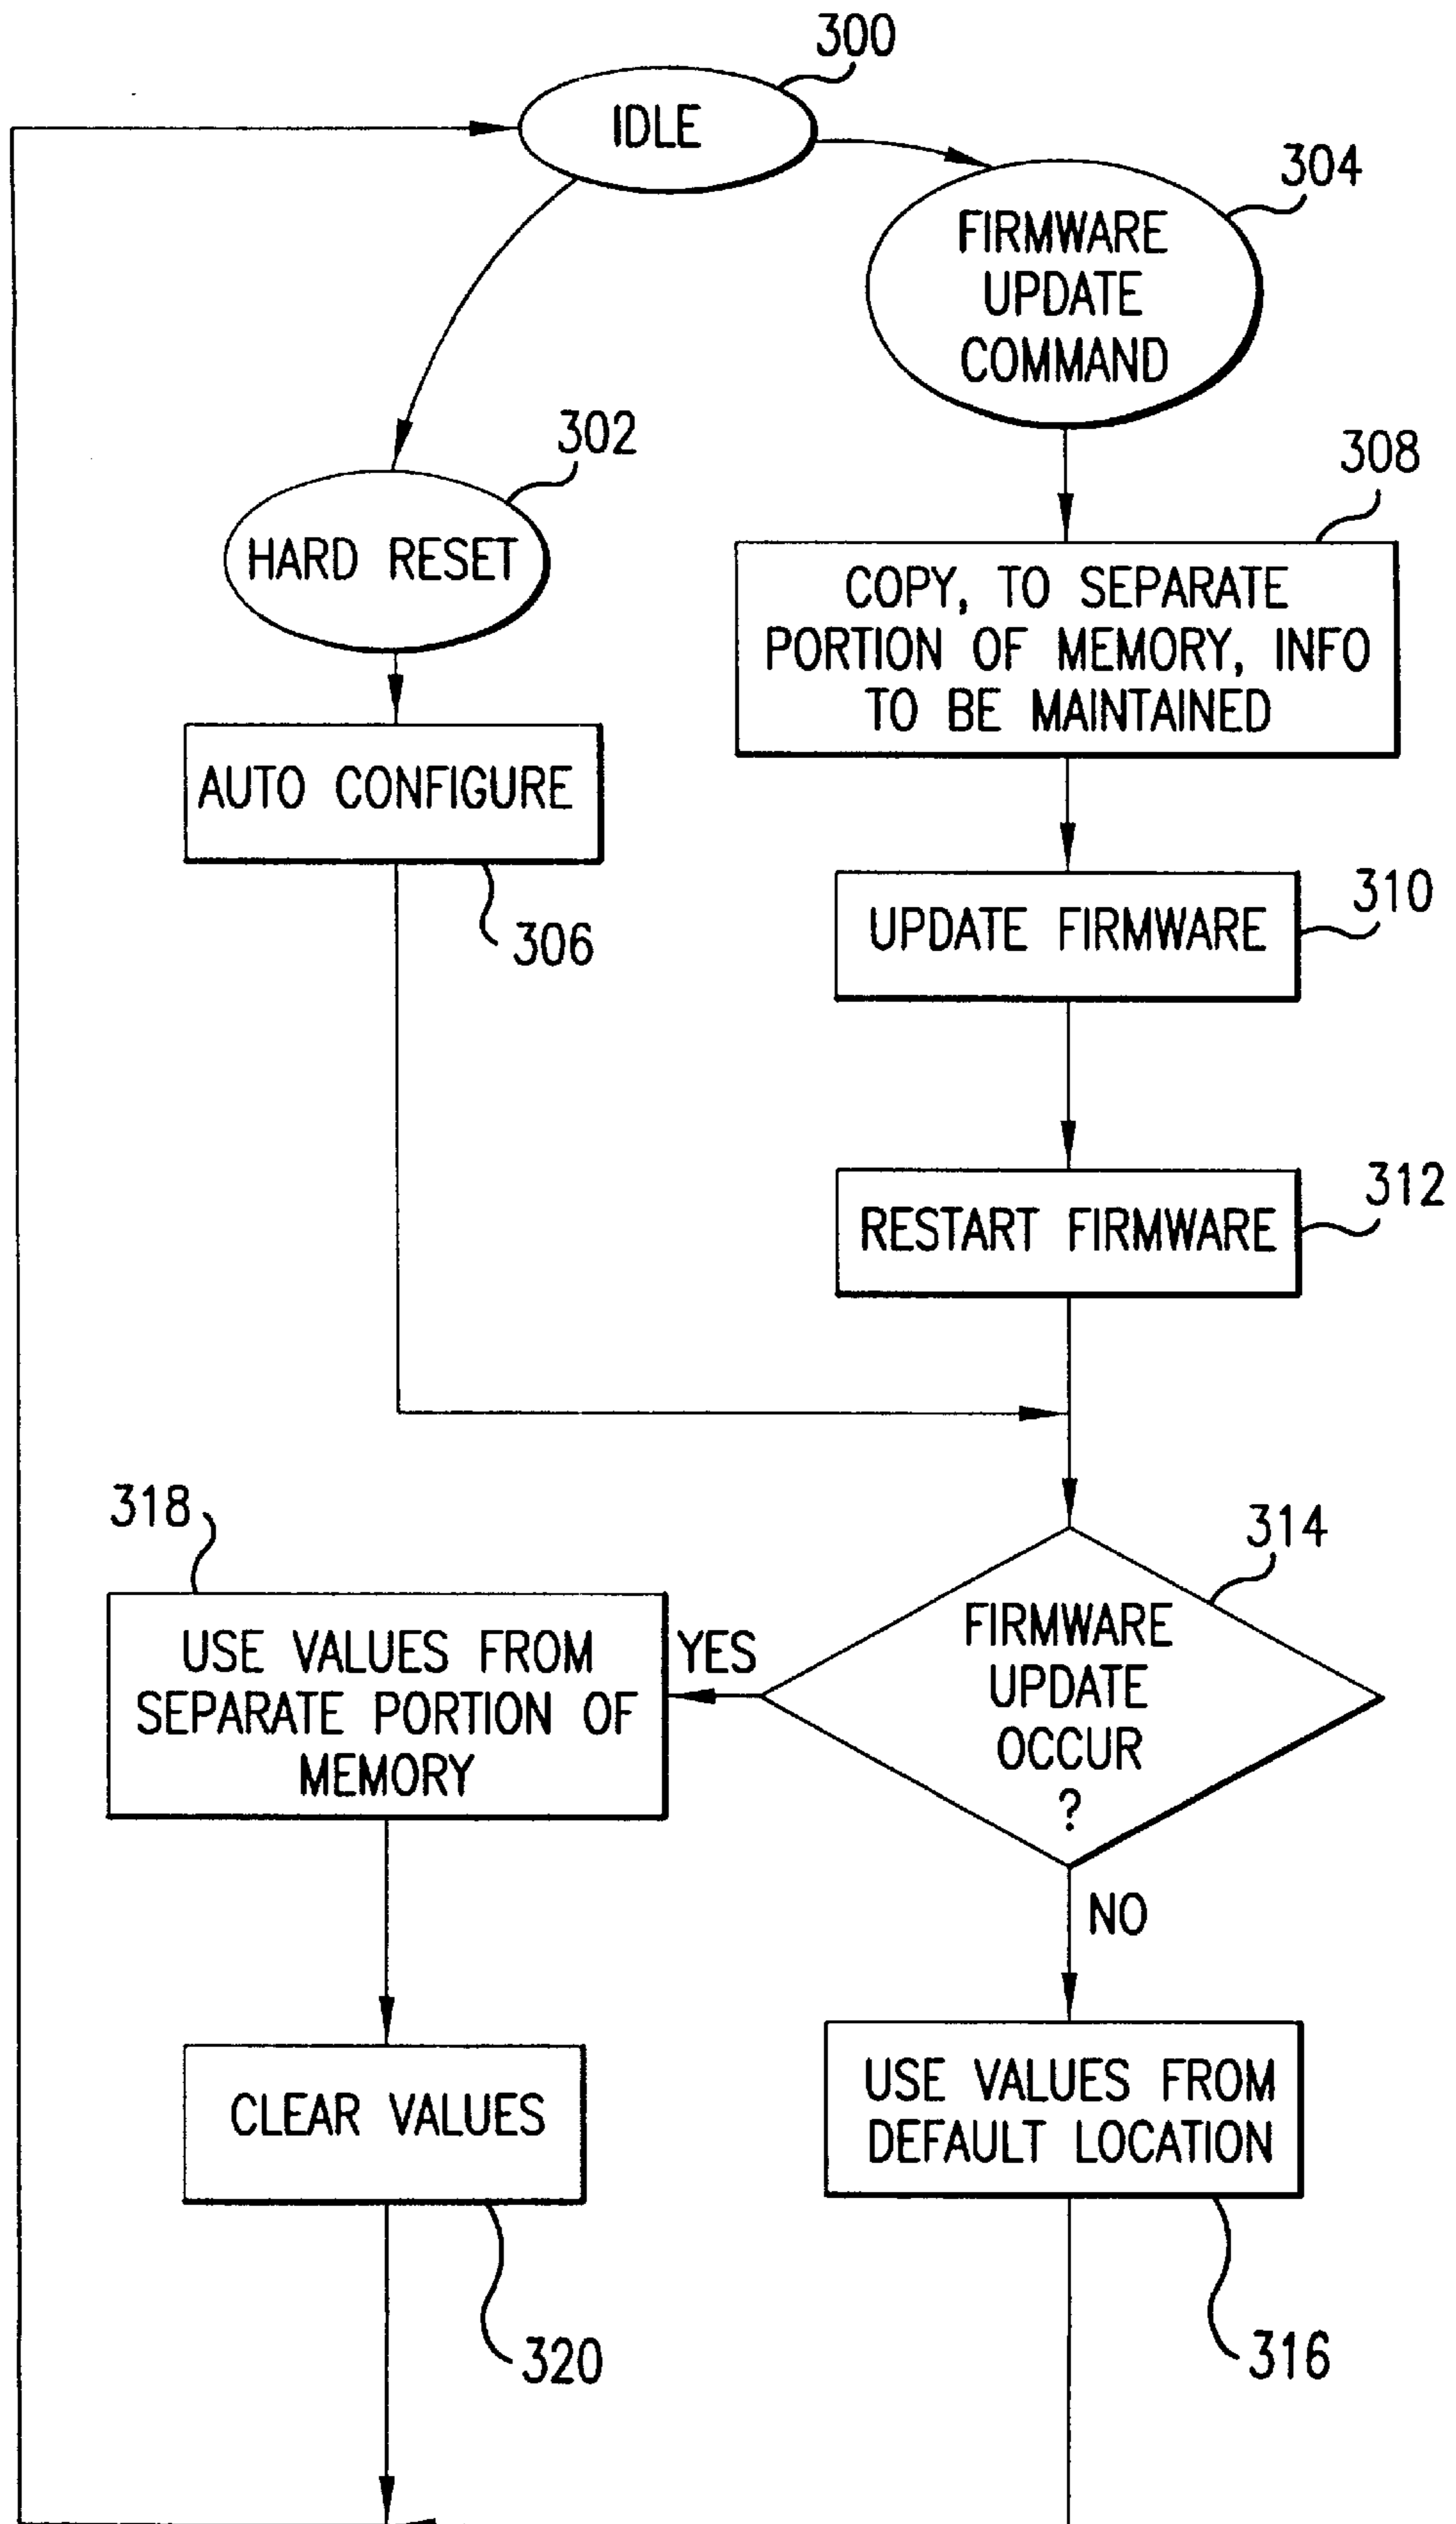 300
IDLE
304
FIRMWARE
UPDATE
COMMAND
302
HARD RESET
308
COPY, TO SEPARATE
PORTION OF MEMORY, INFO
TO BE MAINTAINED
AUTO CONFIGURE
306
310
UPDATE FIRMWARE
312
RESTART FIRMWARE
318
314
FIRMWARE
UPDATE
OCCUR
?
YES
USE VALUES FROM
SEPARATE PORTION OF
MEMORY
NO
USE VALUES FROM
DEFAULT LOCATION
CLEAR VALUES
320
316